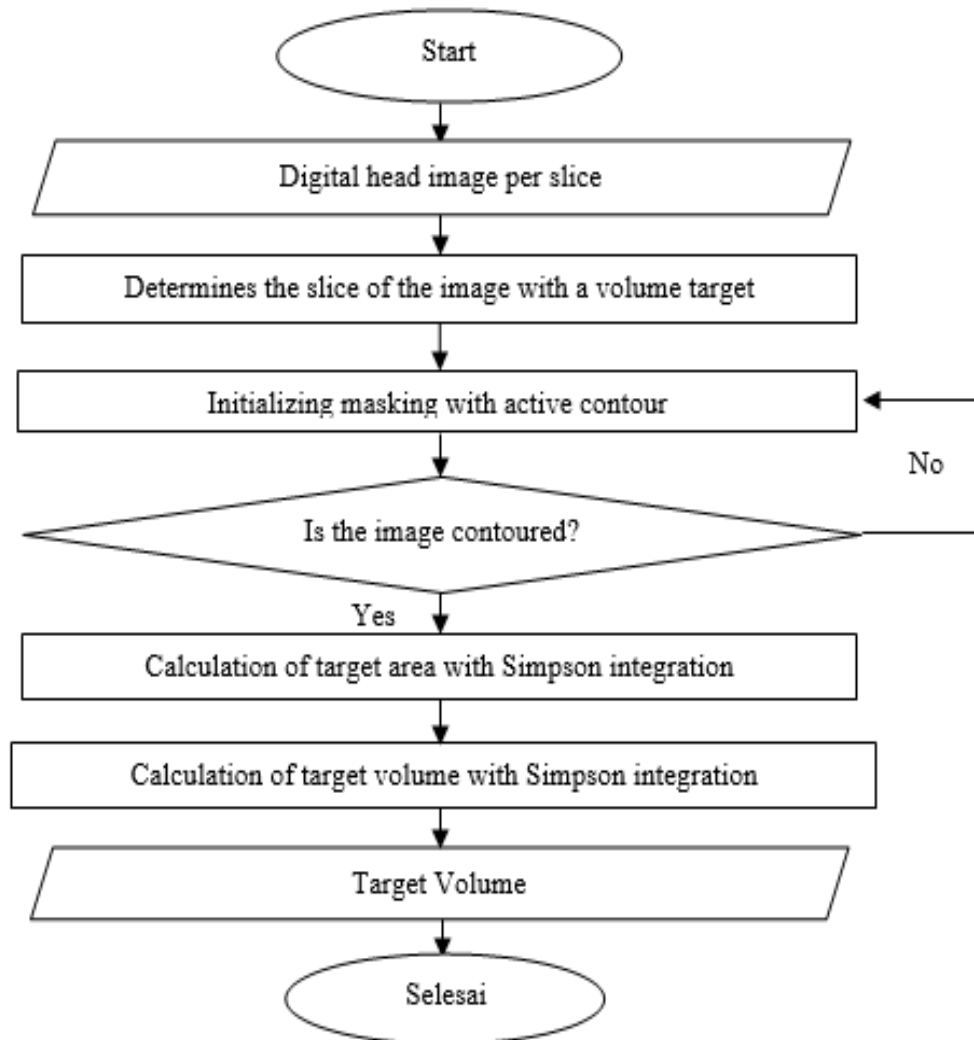 Start
Digital head image per slice
Determines the slice of the image with a volume target
Initializing masking with active contour
No
Is the image contoured?
Yes
Calculation of target area with Simpson integration
Calculation of target volume with Simpson integration
Target Volume
Selesai